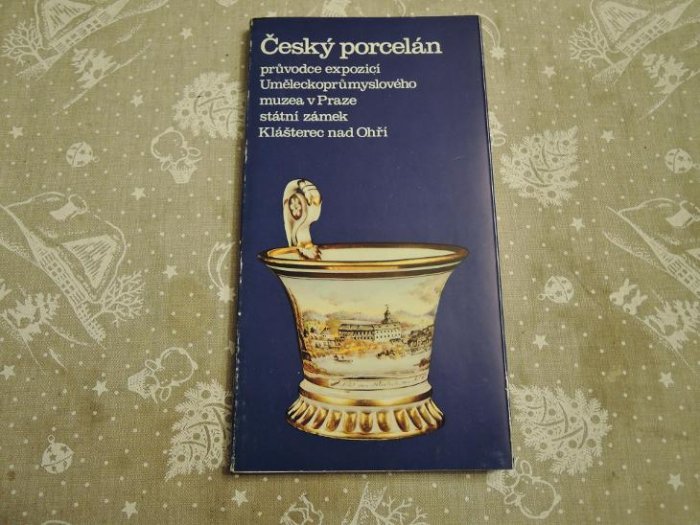 Český porcelán
průvodce expozicí
Uměleckoprůmyslového
muzea v Praze
státní zámek
Klášterec nad Ohří